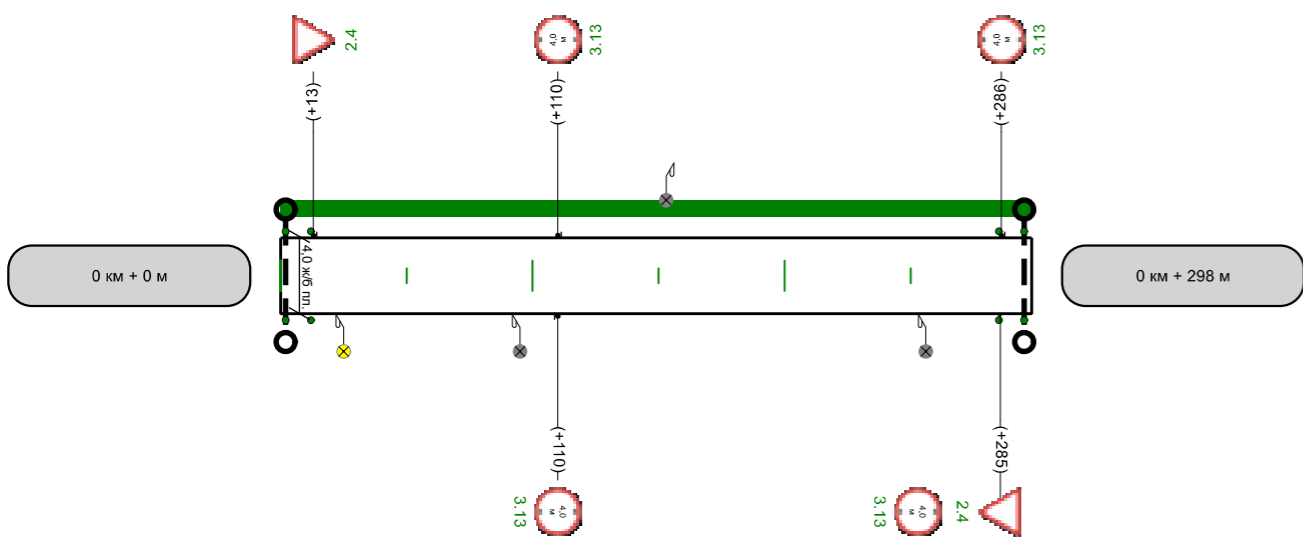 2.4
4,0
м
3.13
4,0
м
3.13
(+13)
(+110)
(+286)
0 км + 0 м
4,0 ж/б пл.
0 км + 298 м
(+110)
(+285)
3.13
4,0
м
3.13
4,0
м
2.4